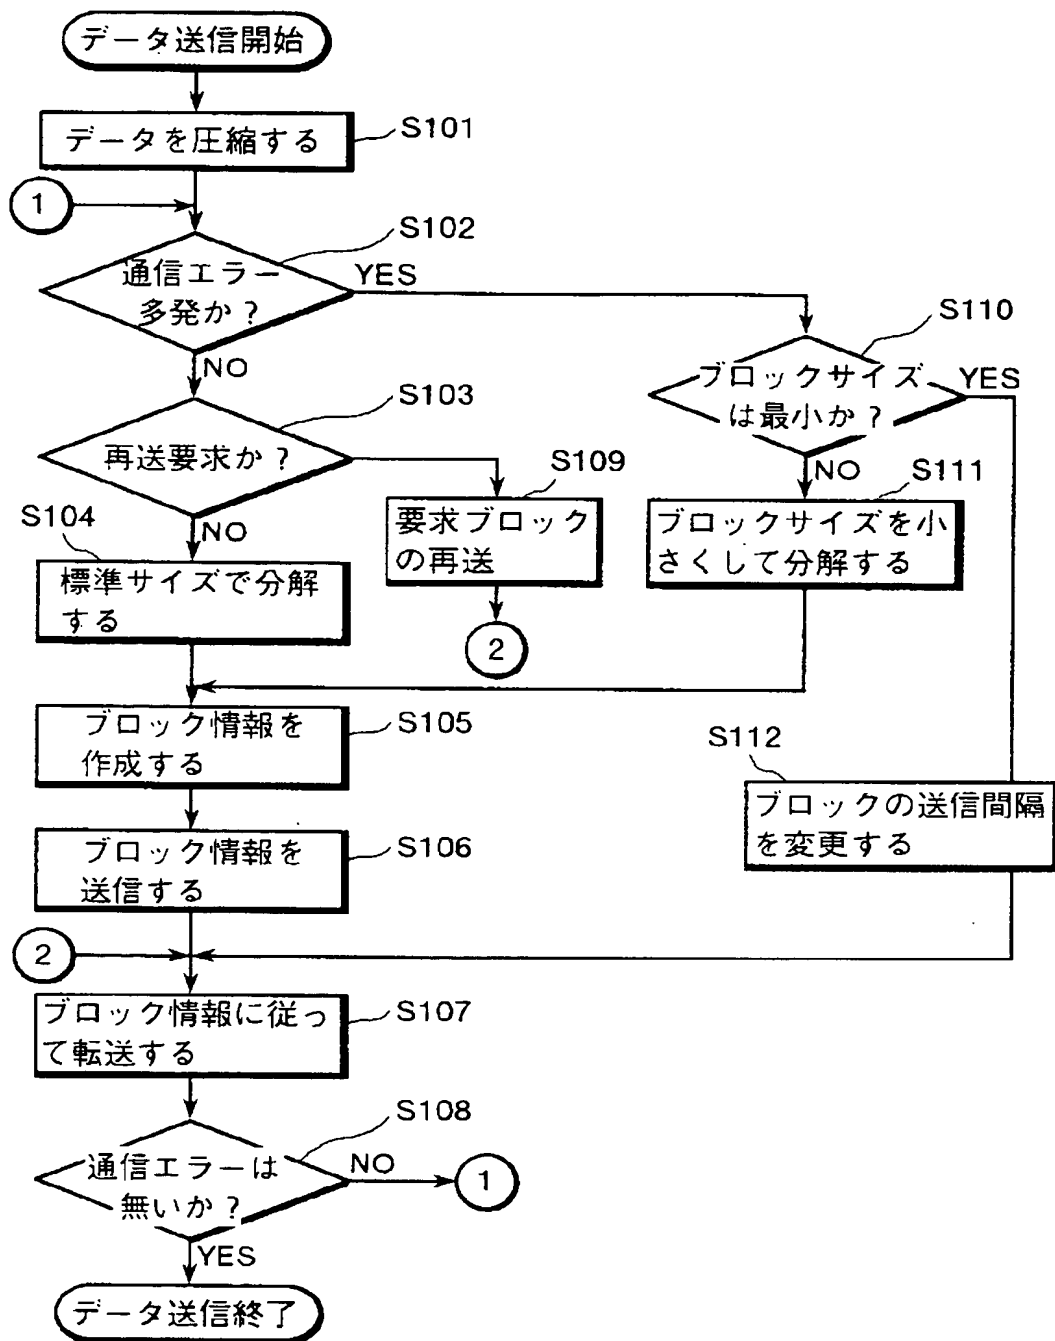 データ送信開始
データを圧縮する
S101
1
S102
通信エラー
多発か?
YES
NO
S110
ブロックサイズ
は最小か?
YES
NO
S103
再送要求か?
NO
S109
要求ブロック
の再送
2
S111
ブロックサイズを小
さくして分解する
S104
標準サイズで分解
する
S105
ブロック情報を
作成する
S112
ブロックの送信間隔
を変更する
S106
ブロック情報を
送信する
2
S107
ブロック情報に従っ
て転送する
S108
通信エラーは
無いか?
NO
1
YES
データ送信終了